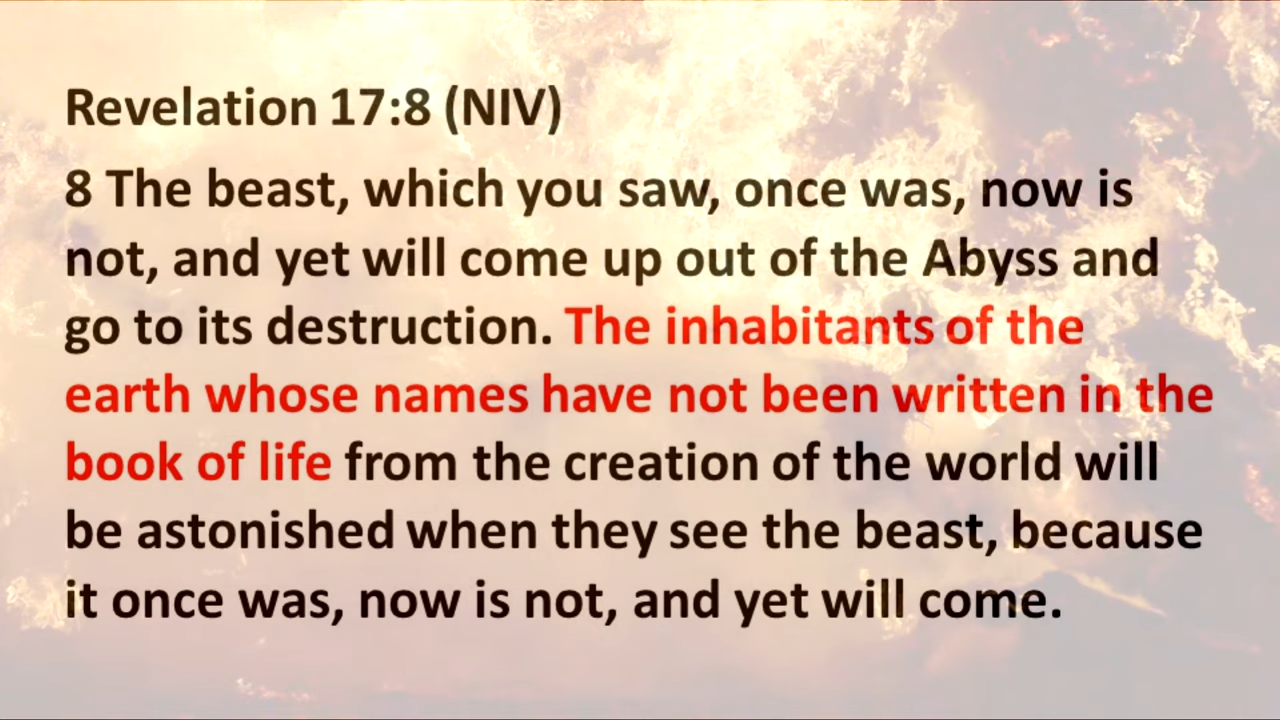 Revelation 17:8 (NIV)
8 The beast, which you saw, once was, now is
not, and yet will come up out of the Abyss and
go to its destruction. The inhabitants of the
earth whose names have not been written in the
book of life from the creation of the world will
be astonished when they see the beast, because
it once was, now is not, and yet will come.